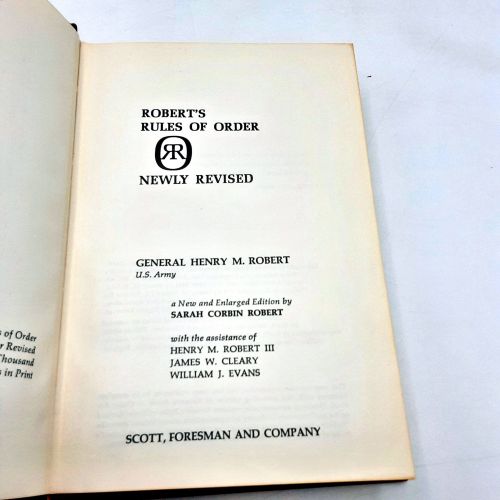 ROBERT'S
RULES OF ORDER
RR
NEWLY REVISED
GENERAL HENRY M. ROBERT
U.S. Army
a New and Enlarged Edition by
SARAH CORBIN ROBERT
with the assistance of
HENRY M. ROBERT III
JAMES W. CLEARY
WILLIAM J. EVANS
SCOTT, FORESMAN AND COMPANY
of Order
Revised
Thousand
in Print